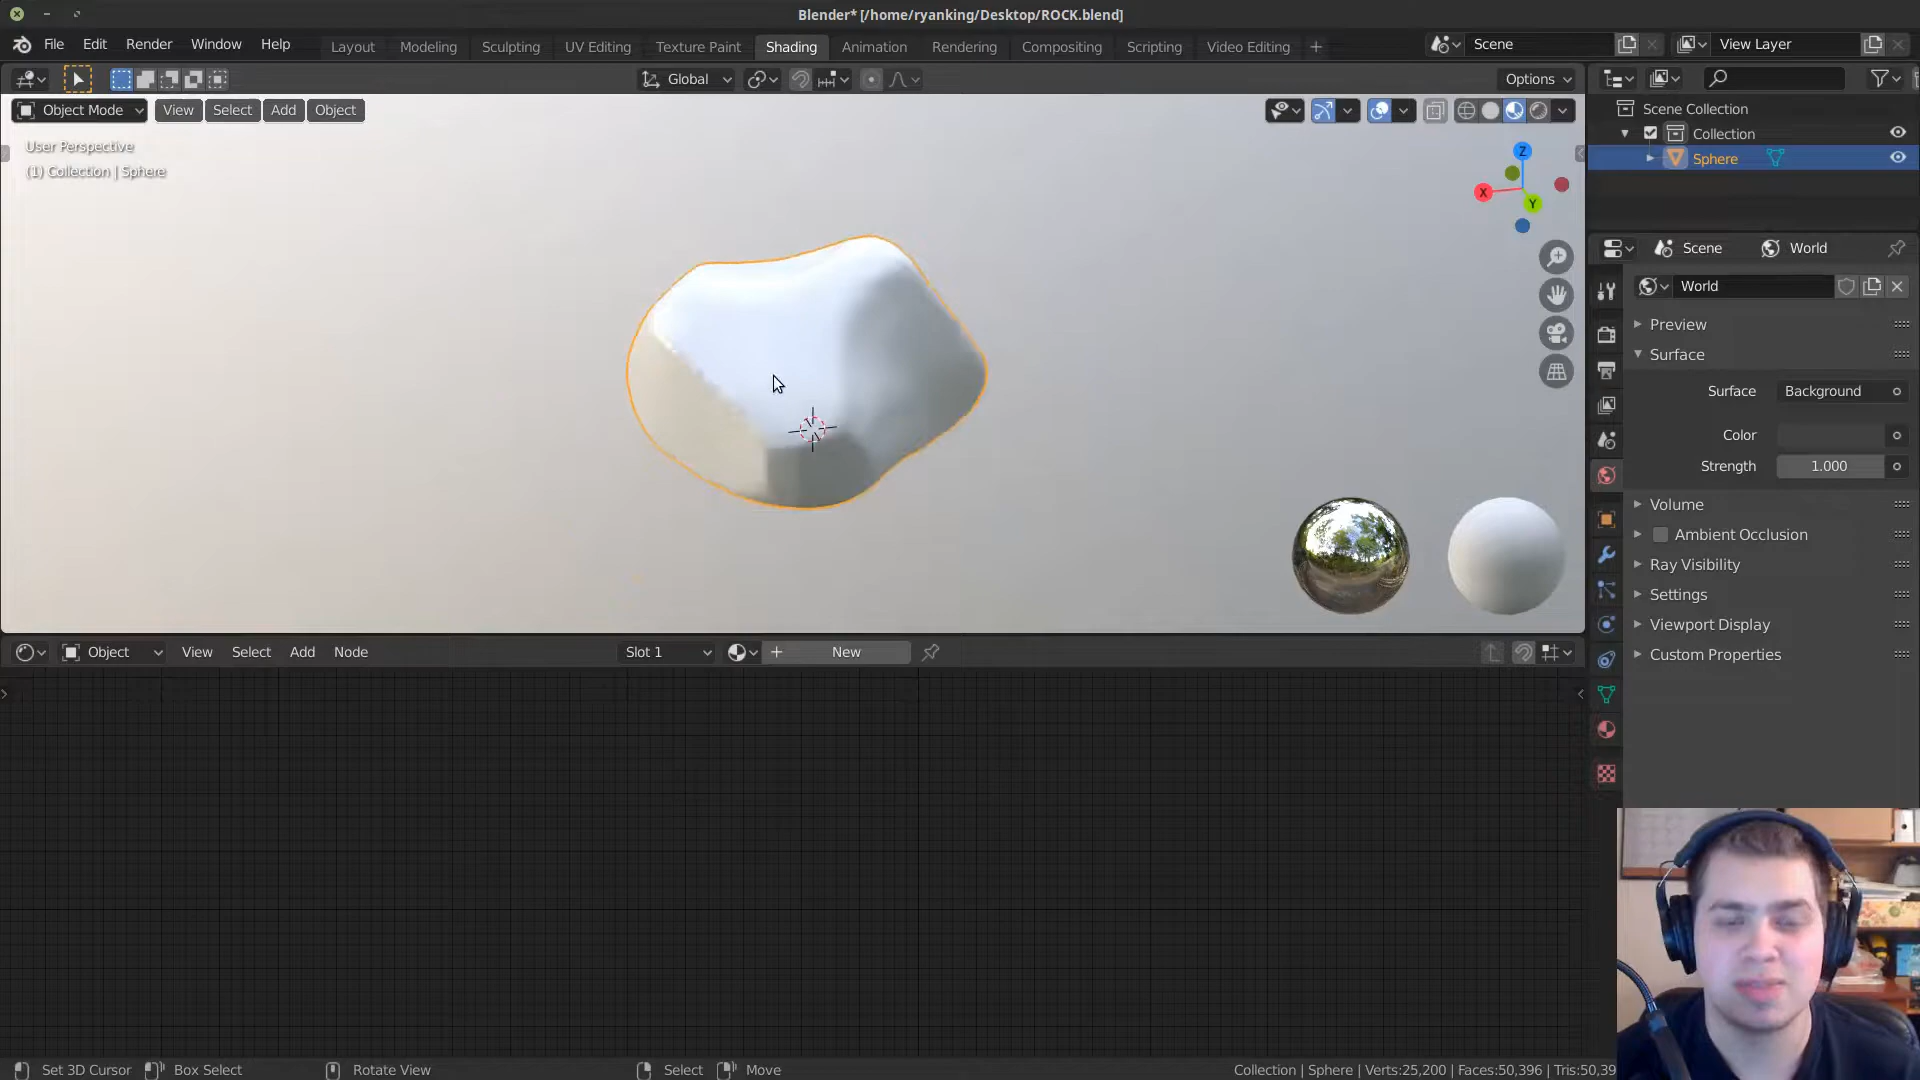 Blender* [/home/ryanking/Desktop/ROCK.blend]
File Edit Render Window Help Layout Modeling Sculpting UV Editing Texture Paint Shading Animation Rendering Compositing Scripting Video Editing + Scene View Layer
Global Options
Object Mode View Select Add Object
User Perspective
(1) Collection | Sphere
Z
X
Y
Scene Collection
Collection
Sphere
Scene World
World
Preview
Surface
Surface Background
Color
Strength 1.000
Volume
Ambient Occlusion
Ray Visibility
Settings
Viewport Display
Custom Properties
Object View Select Add Node Slot 1 + New
Set 3D Cursor Box Select Rotate View Select Move Collection | Sphere | Verts:25,200 | Faces:50,396 | Tris:50,39